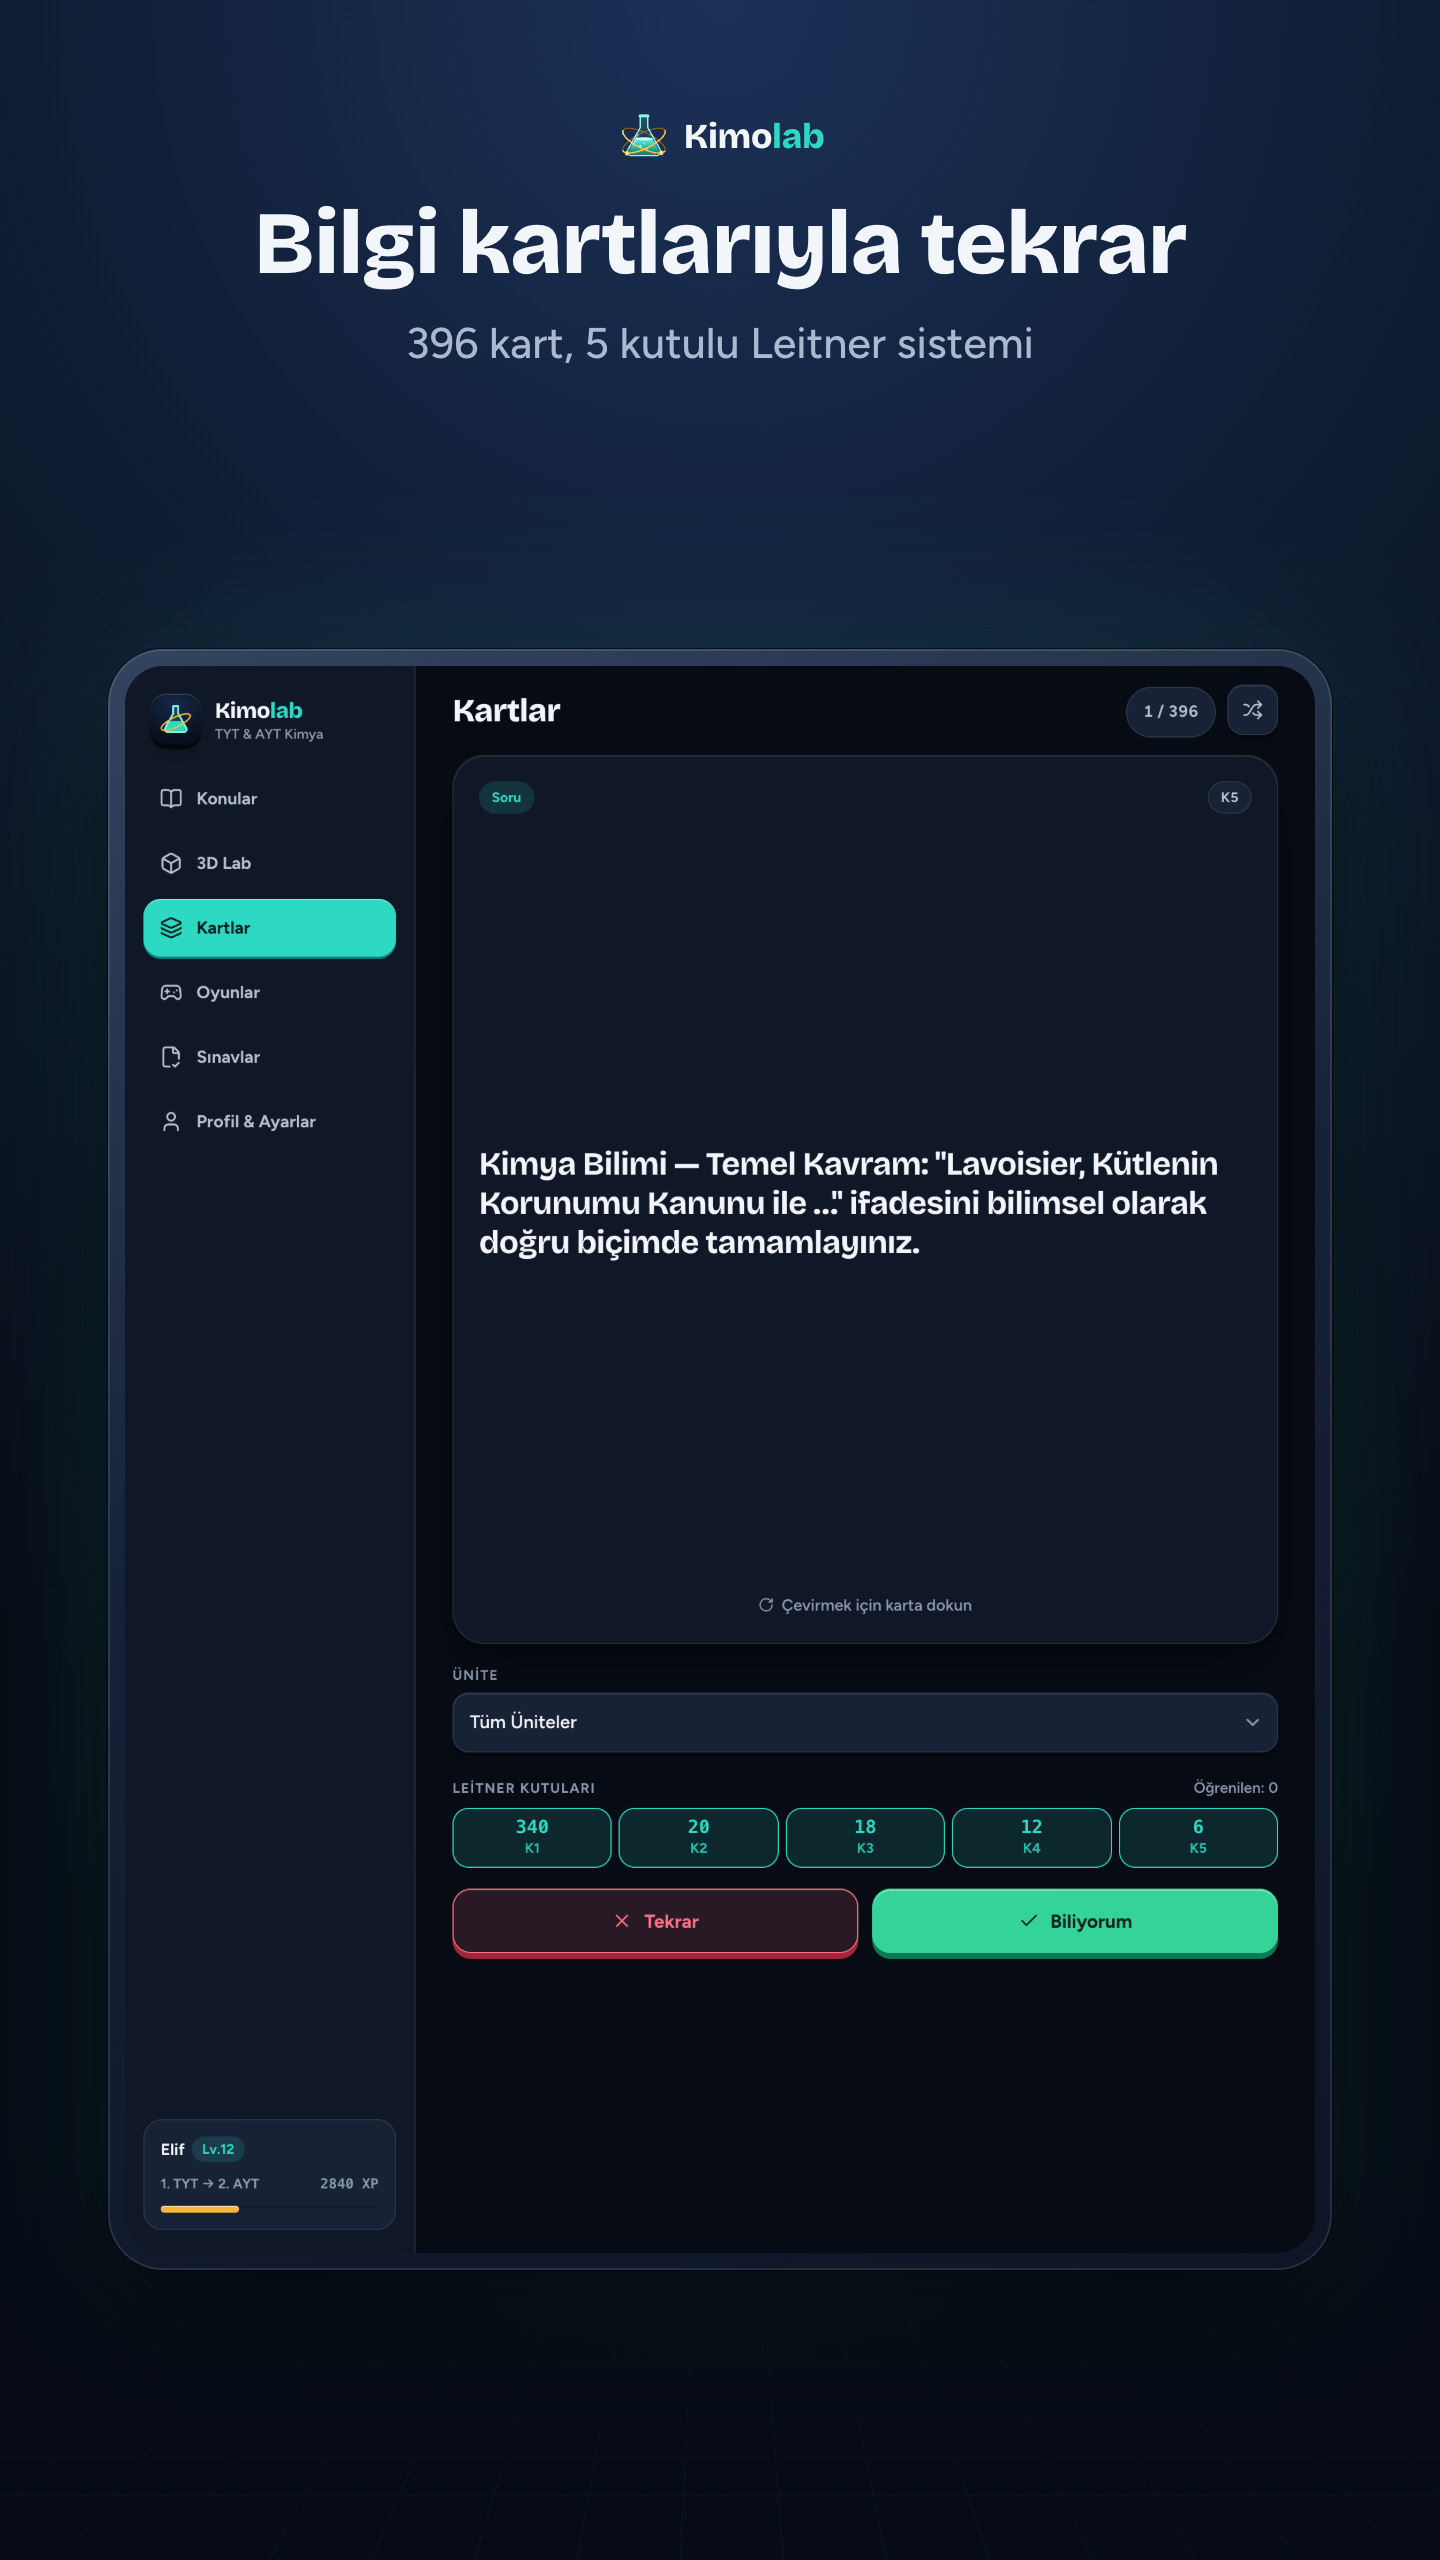 Kimolab
Bilgi kartlarıyla tekrar
396 kart, 5 kutulu Leitner sistemi
Kimolab
TYT & AYT Kimya
Konular
3D Lab
Kartlar
Oyunlar
Sınavlar
Profil & Ayarlar
Elif Lv.12
1. TYT → 2. AYT 2840 XP
Kartlar
1 / 396
Soru
K5
Kimya Bilimi — Temel Kavram: "Lavoisier, Kütlenin
Korunumu Kanunu ile ..." ifadesini bilimsel olarak
doğru biçimde tamamlayınız.
Çevirmek için karta dokun
ÜNİTE
Tüm Üniteler
LEİTNER KUTULARI
Öğrenilen: 0
340 20 18 12 6
K1 K2 K3 K4 K5
Tekrar
Biliyorum